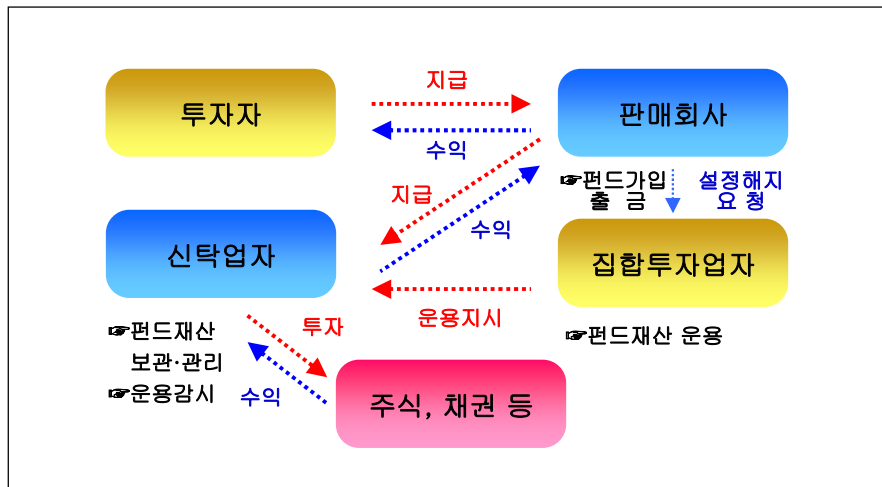 지급
투자자
판매회사
수익
☞펀드가입
출 금
설정해지
요 청
지급
수익
신탁업자
집합투자업자
운용지시
☞펀드재산 운용
☞펀드재산
보관·관리
☞운용감시
투자
수익
주식, 채권 등